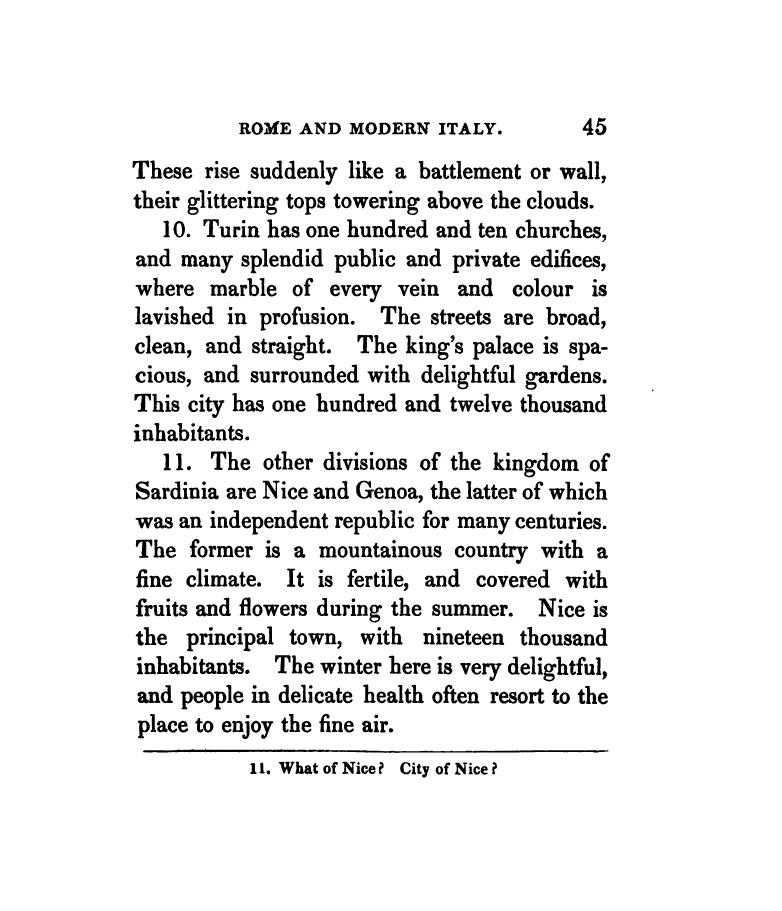 ROME AND MODERN ITALY. 45
These rise suddenly like a battlement or wall,
their glittering tops towering above the clouds.
10. Turin has one hundred and ten churches,
and many splendid public and private edifices,
where marble of every vein and colour is
lavished in profusion. The streets are broad,
clean, and straight. The king's palace is spa-
cious, and surrounded with delightful gardens.
This city has one hundred and twelve thousand
inhabitants.
11. The other divisions of the kingdom of
Sardinia are Nice and Genoa, the latter of which
was an independent republic for many centuries.
The former is a mountainous country with a
fine climate. It is fertile, and covered with
fruits and flowers during the summer. Nice is
the principal town, with nineteen thousand
inhabitants. The winter here is very delightful,
and people in delicate health often resort to the
place to enjoy the fine air.
11. What of Nice? City of Nice?